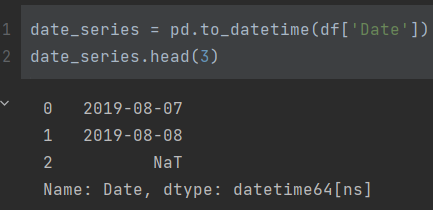 1 date_series = pd.to_datetime(df['Date'])
2 date_series.head(3)
0   2019-08-07
1   2019-08-08
2          NaT
Name: Date, dtype: datetime64[ns]